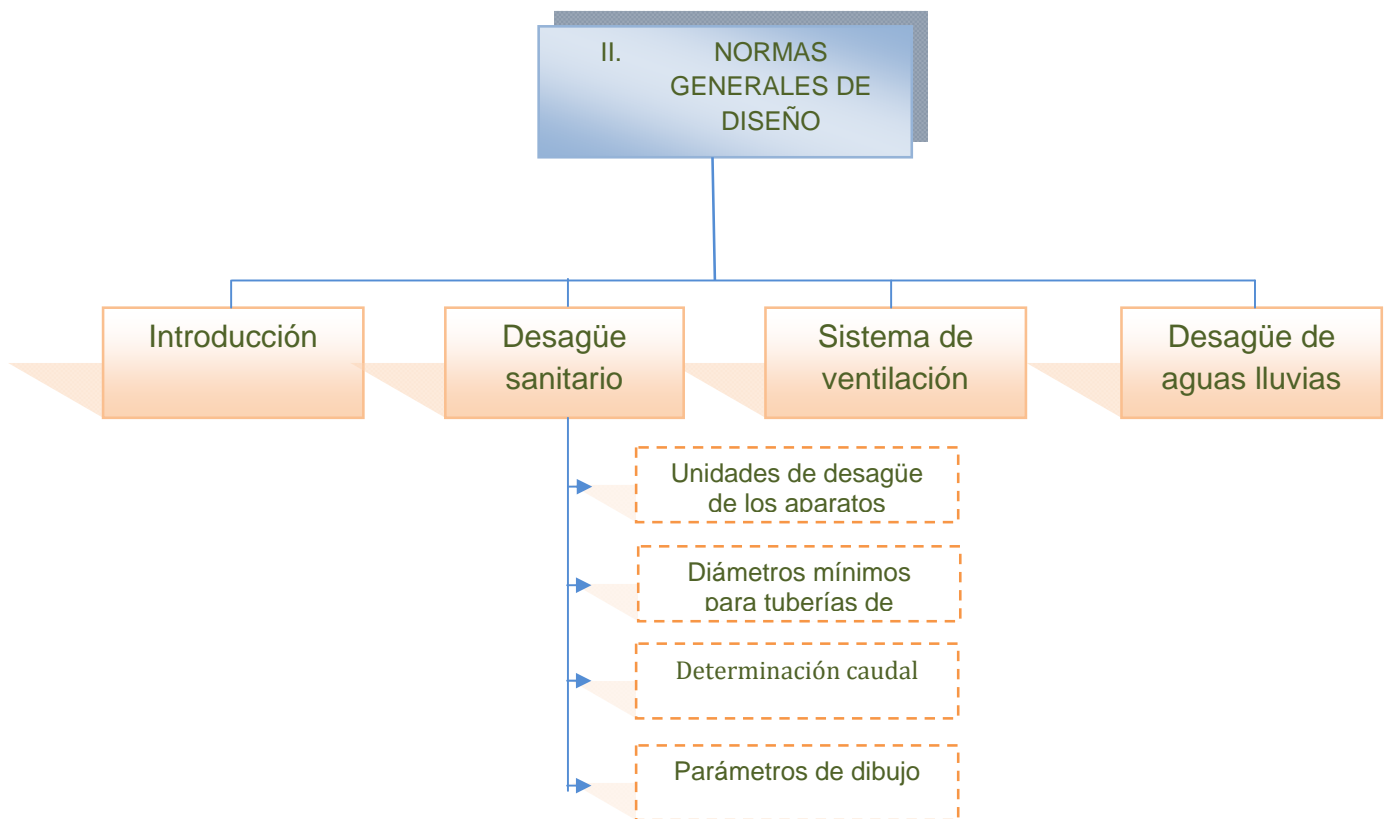 II. NORMAS
GENERALES DE
DISEÑO
Introducción
Desagüe
sanitario
Sistema de
ventilación
Desagüe de
aguas lluvias
Unidades de desagüe
de los aparatos
Diámetros mínimos
para tuberías de
Determinación caudal
Parámetros de dibujo